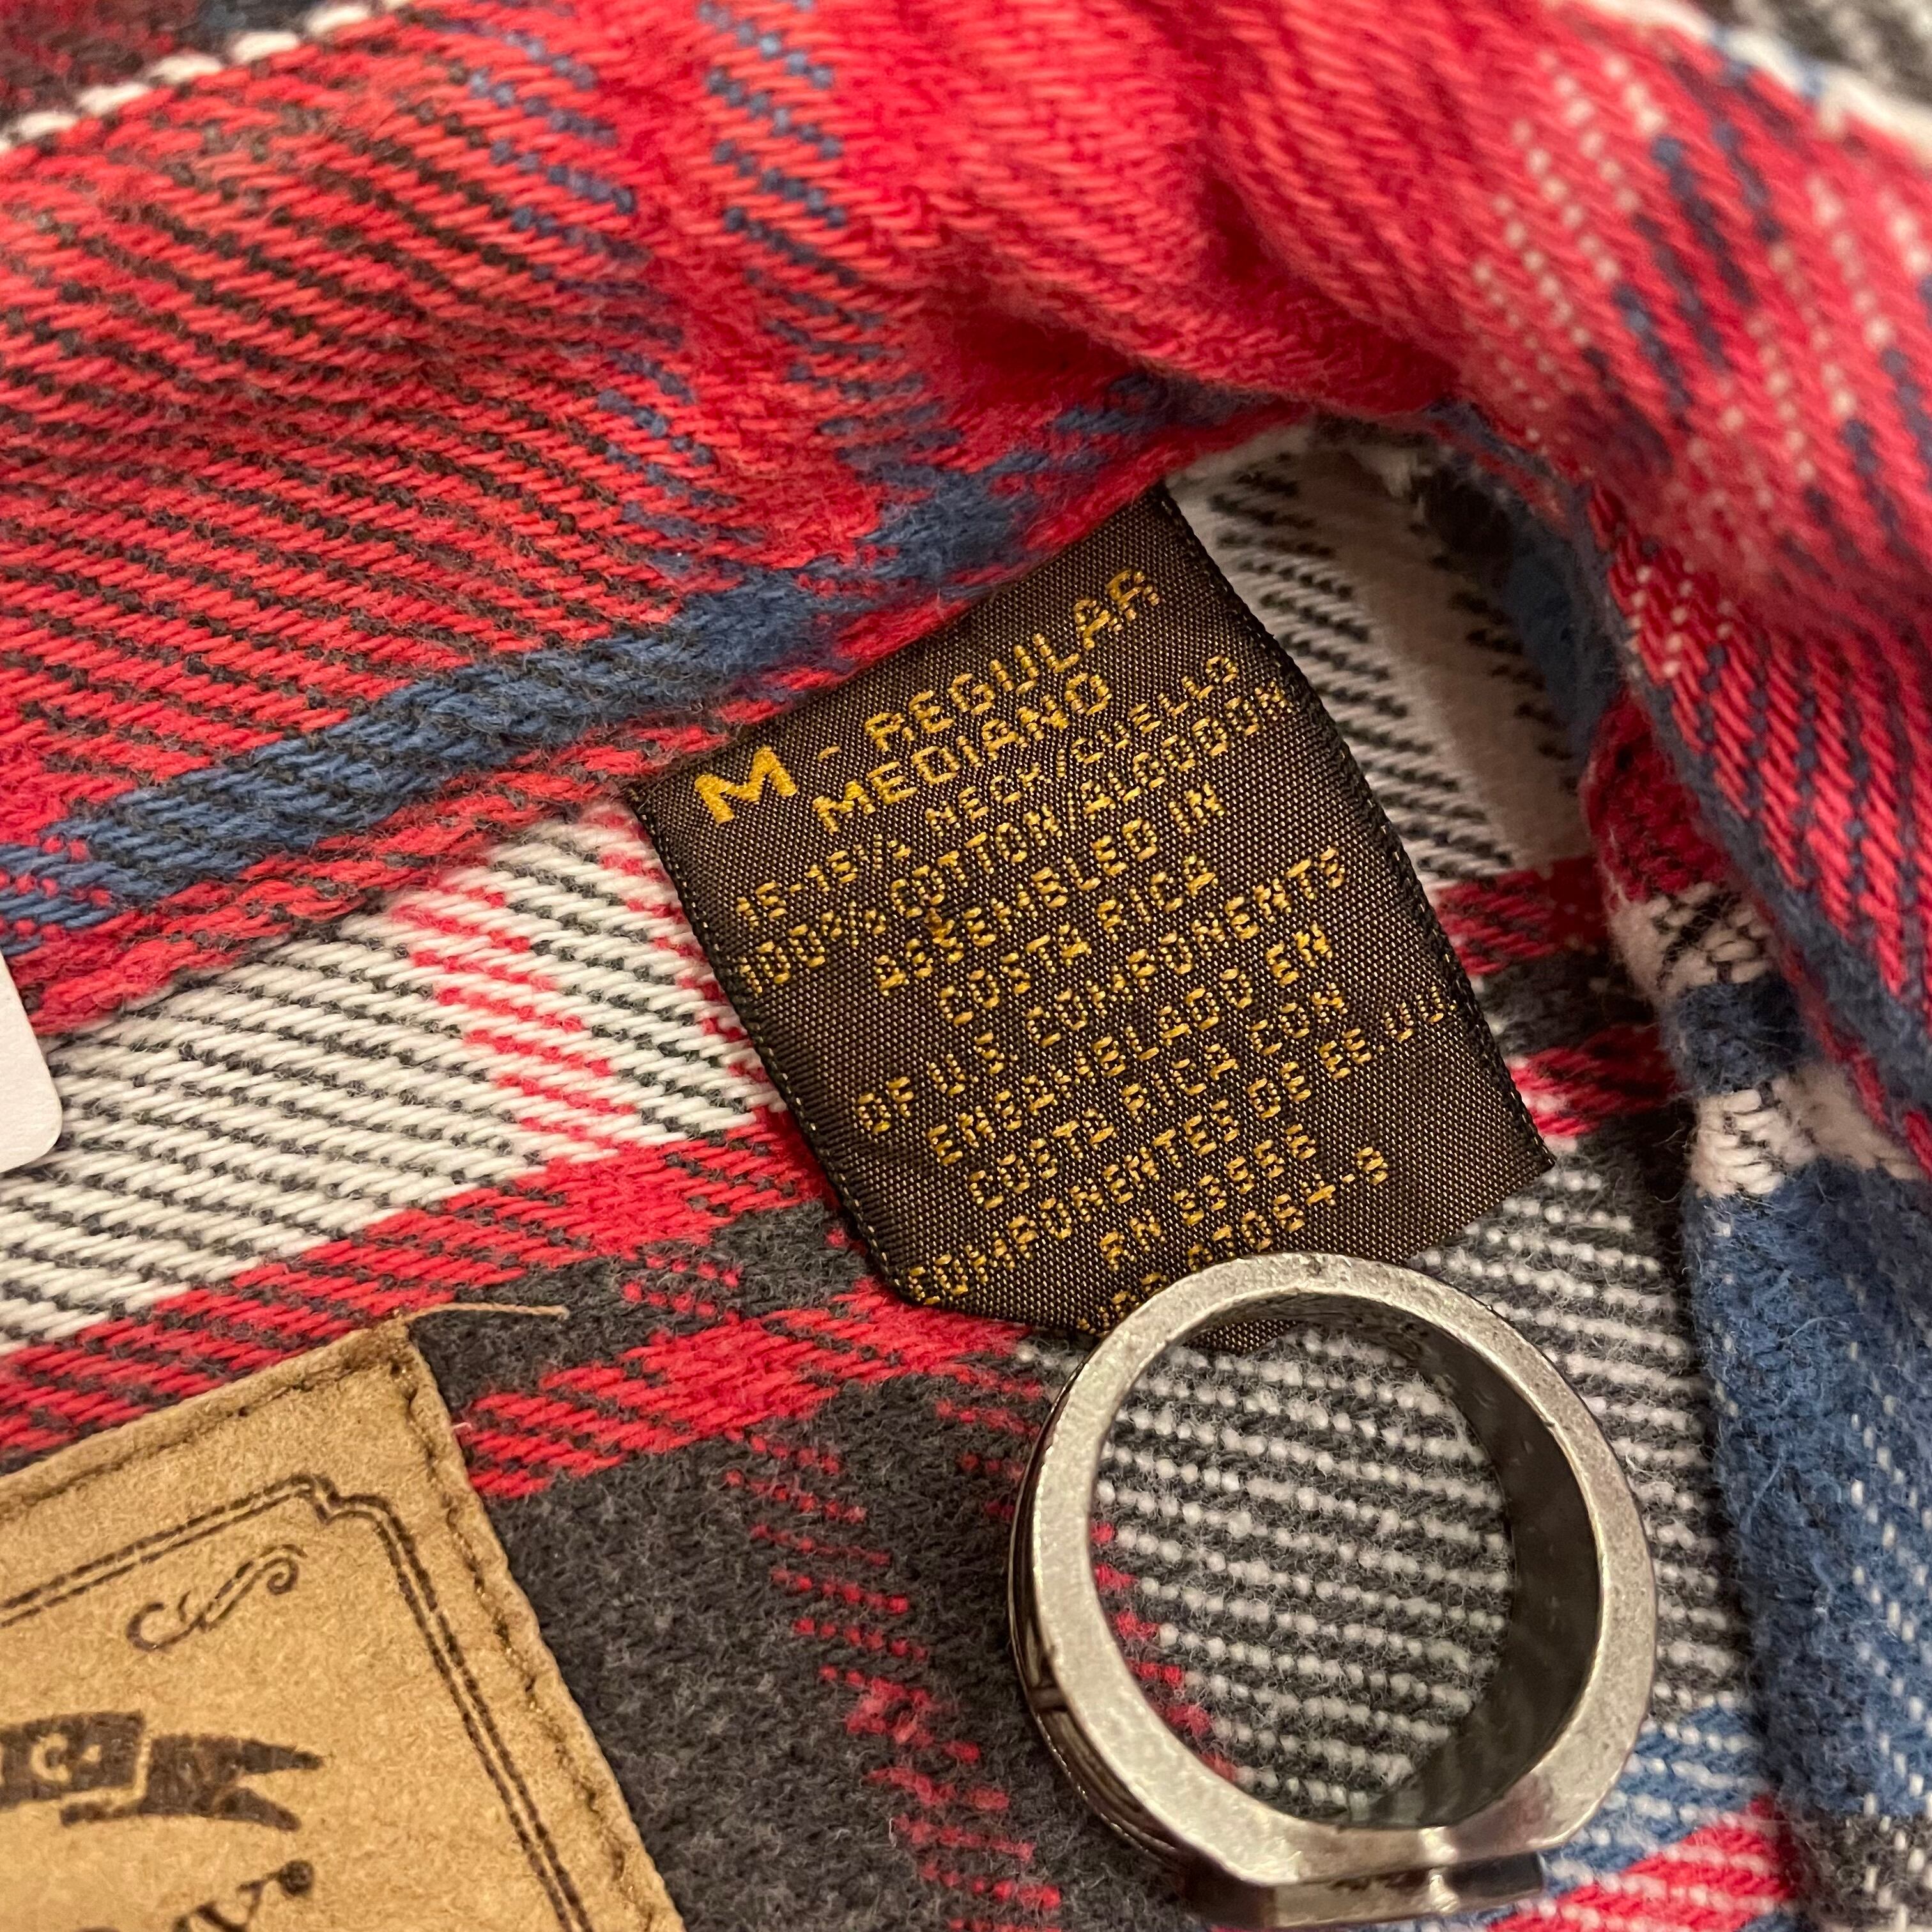 M - REGULAR
MEDIANO
15-15½ NECK/CUELLO
100% COTTON/ALGODON
ASSEMBLED IN
COSTA RICA
OF U.S. COMPONENTS
ENSAMBLADO EN
COSTA RICA CON
COMPONENTES DE EE.UU.
RN